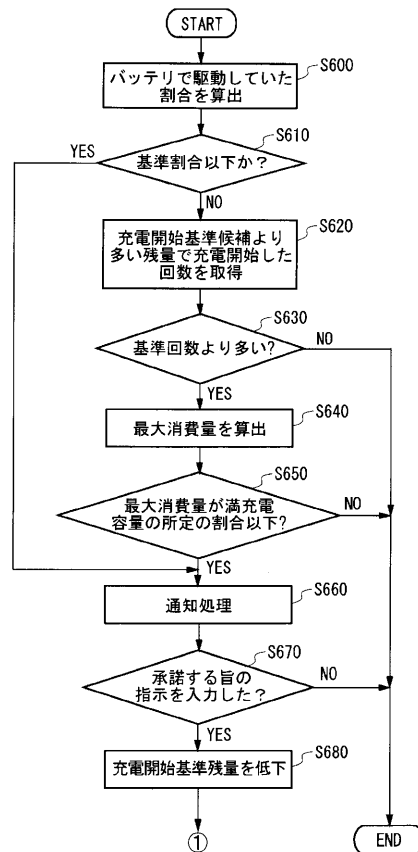 START
S600
バッテリで駆動していた
割合を算出
S610
YES
基準割合以下か？
NO
S620
充電開始基準候補より
多い残量で充電開始した
回数を取得
S630
基準回数より多い?
NO
YES
S640
最大消費量を算出
S650
最大消費量が満充電
容量の所定の割合以下?
NO
YES
S660
通知処理
S670
承諾する旨の
指示を入力した？
NO
YES
S680
充電開始基準残量を低下
①
END